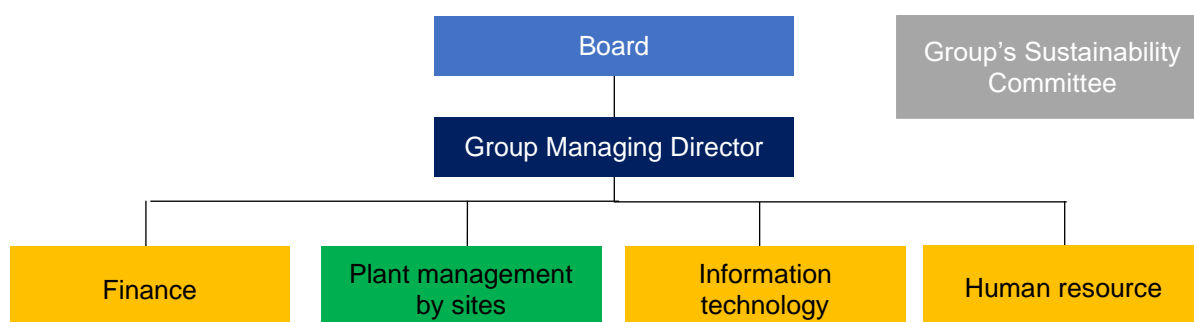 Board
Group’s Sustainability
Committee
Group Managing Director
Finance
Plant management
by sites
Information
technology
Human resource